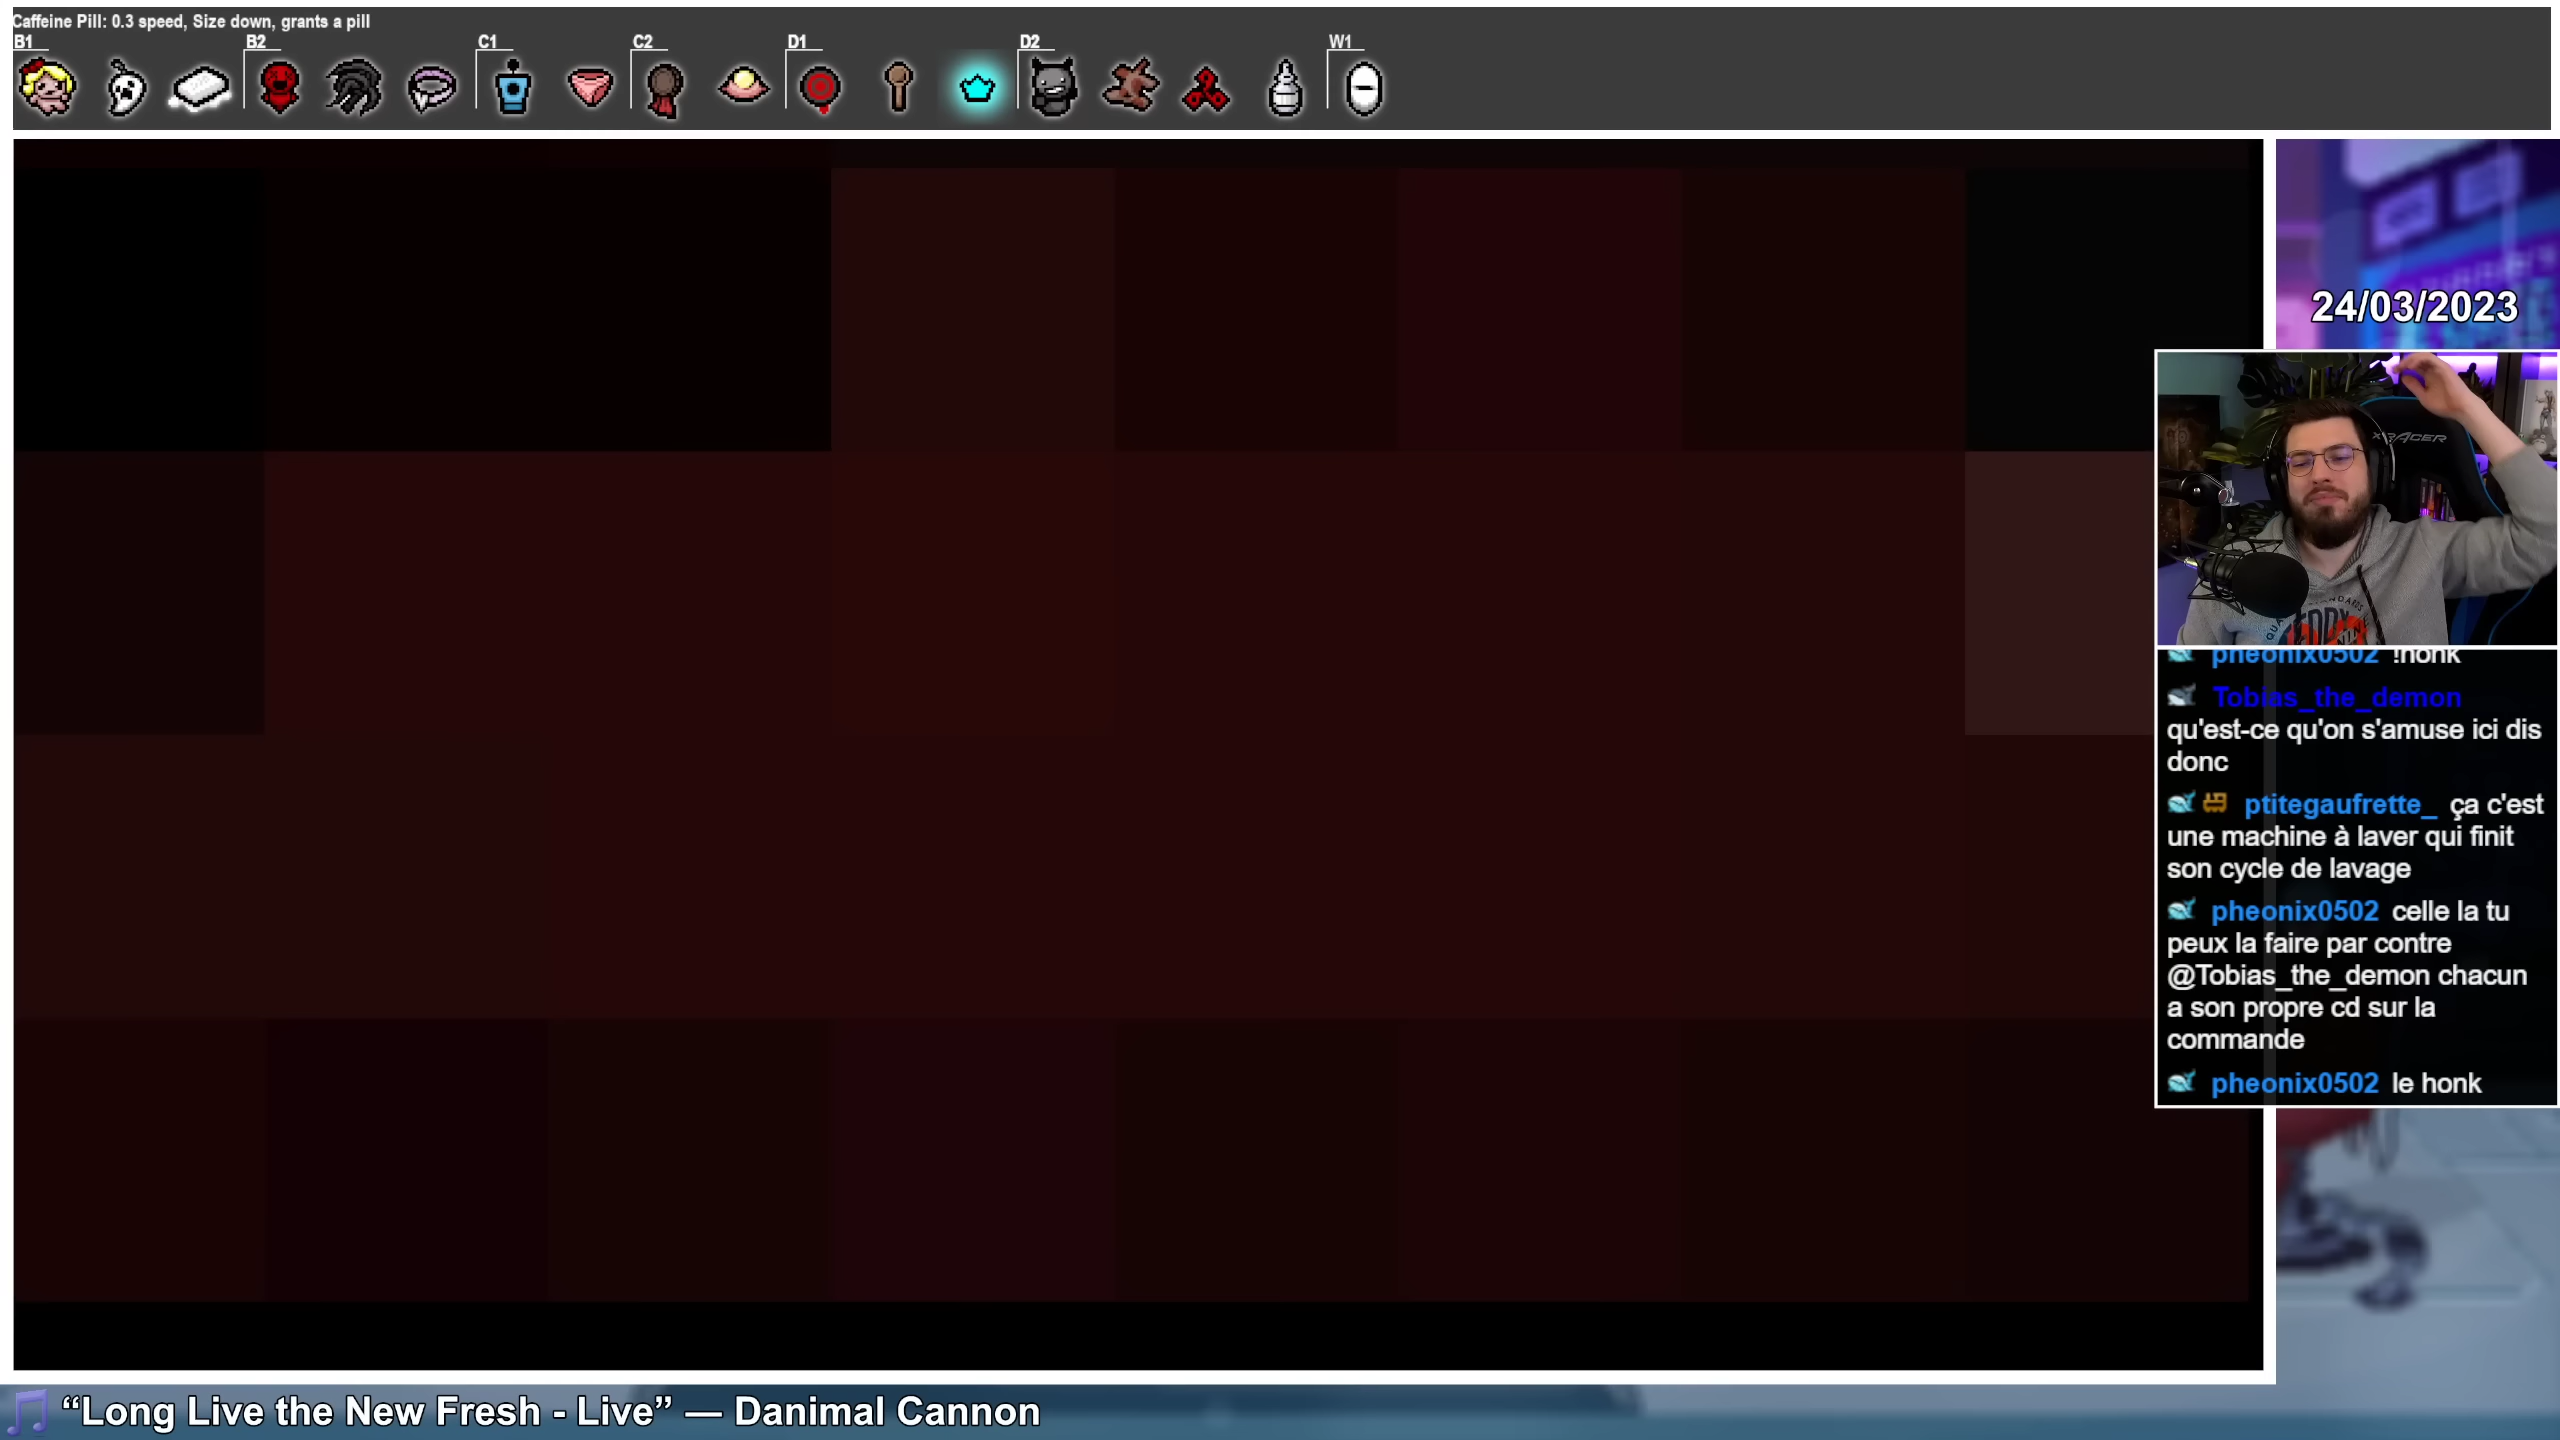 Caffeine Pill: 0.3 speed, Size down, grants a pill
B1 B2 C1 C2 D1 D2 W1
24/03/2023
pheonix0502 !honk
Tobias_the_demon
qu'est-ce qu'on s'amuse ici dis
donc
ptitegaufrette_ ça c'est
une machine à laver qui finit
son cycle de lavage
pheonix0502 celle la tu
peux la faire par contre
@Tobias_the_demon chacun
a son propre cd sur la
commande
pheonix0502 le honk
“Long Live the New Fresh - Live” — Danimal Cannon